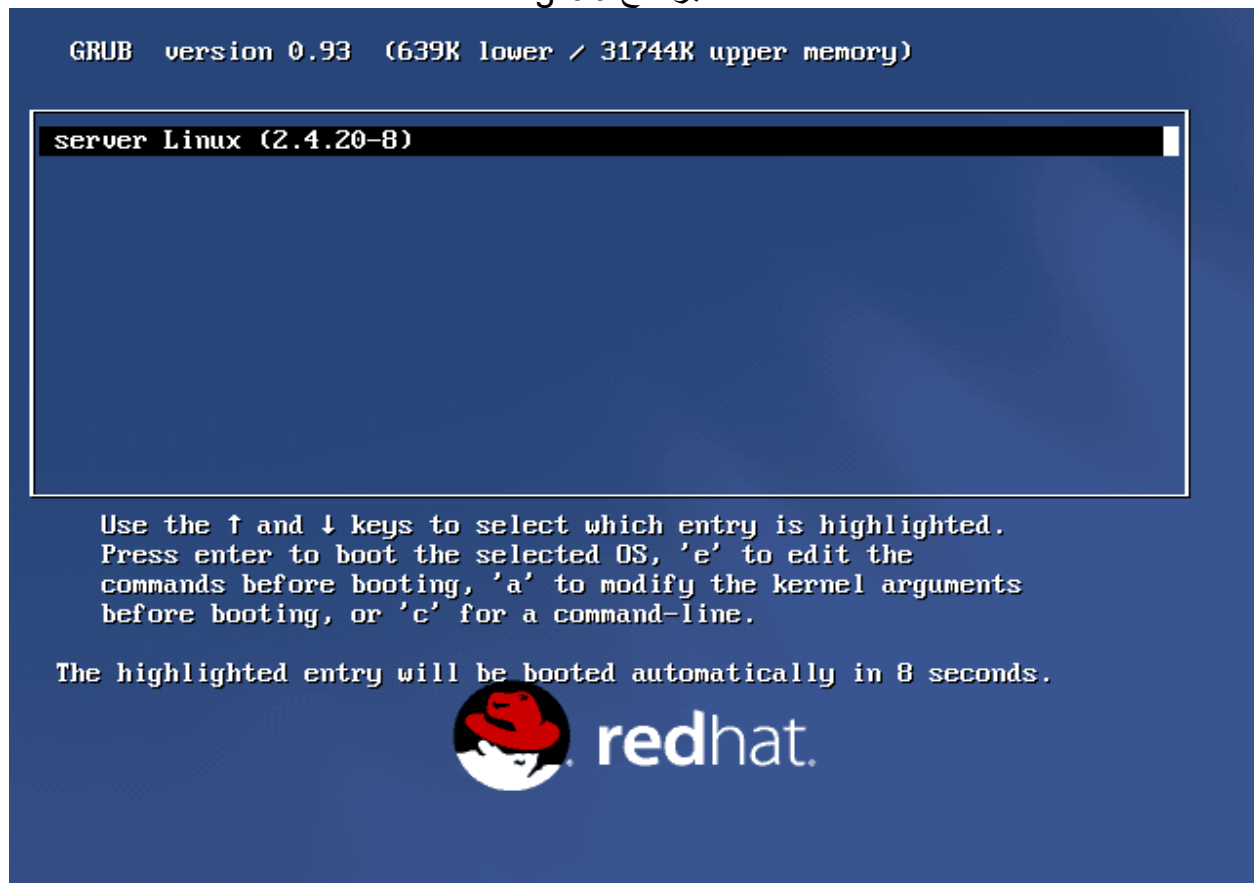 GRUB version 0.93 (639K lower / 31744K upper memory)
server Linux (2.4.20-8)
Use the ↑ and ↓ keys to select which entry is highlighted.
Press enter to boot the selected OS, 'e' to edit the
commands before booting, 'a' to modify the kernel arguments
before booting, or 'c' for a command-line.
The highlighted entry will be booted automatically in 8 seconds.
redhat.